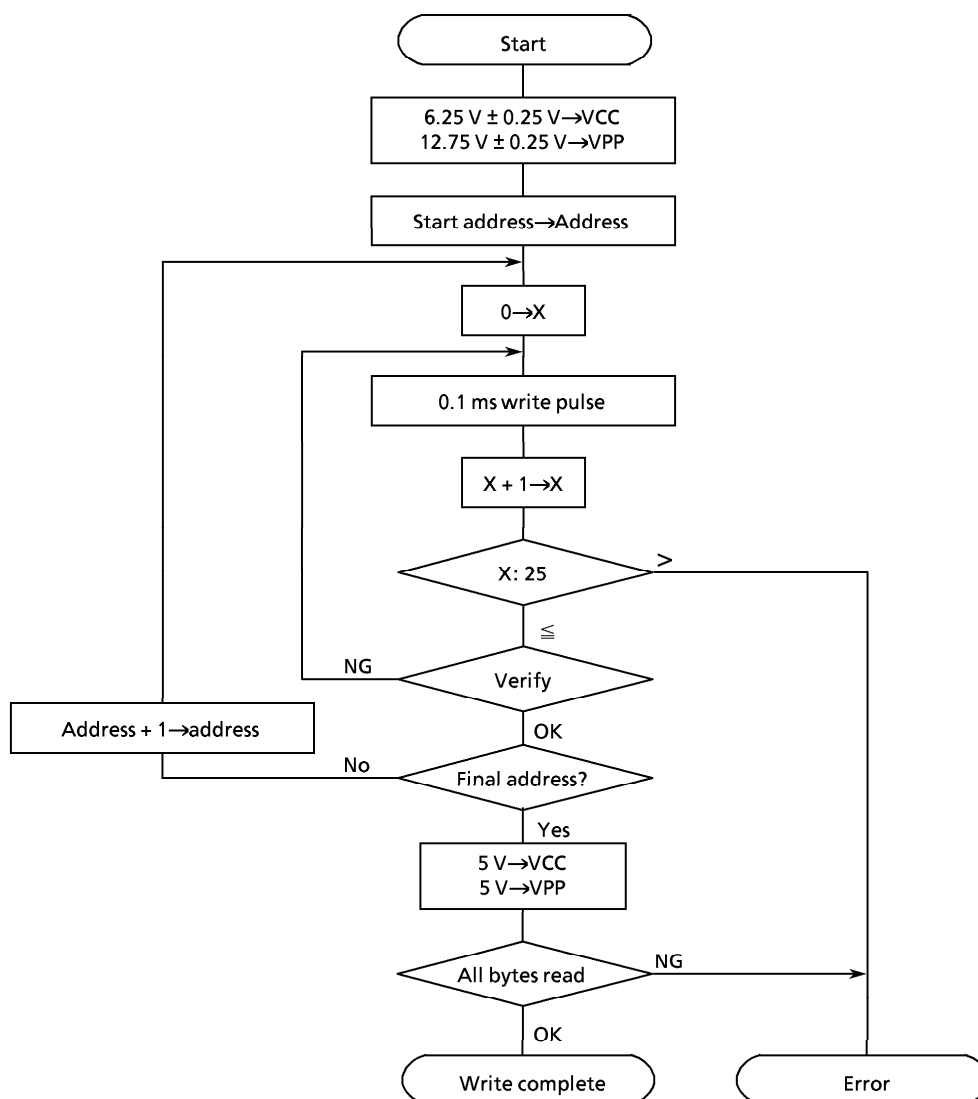 Start
6.25 V ± 0.25 V→VCC
12.75 V ± 0.25 V→VPP
Start address→Address
0→X
0.1 ms write pulse
X + 1→X
X: 25
>
≦
Verify
NG
OK
Address + 1→address
Final address?
No
Yes
5 V→VCC
5 V→VPP
All bytes read
NG
OK
Write complete
Error